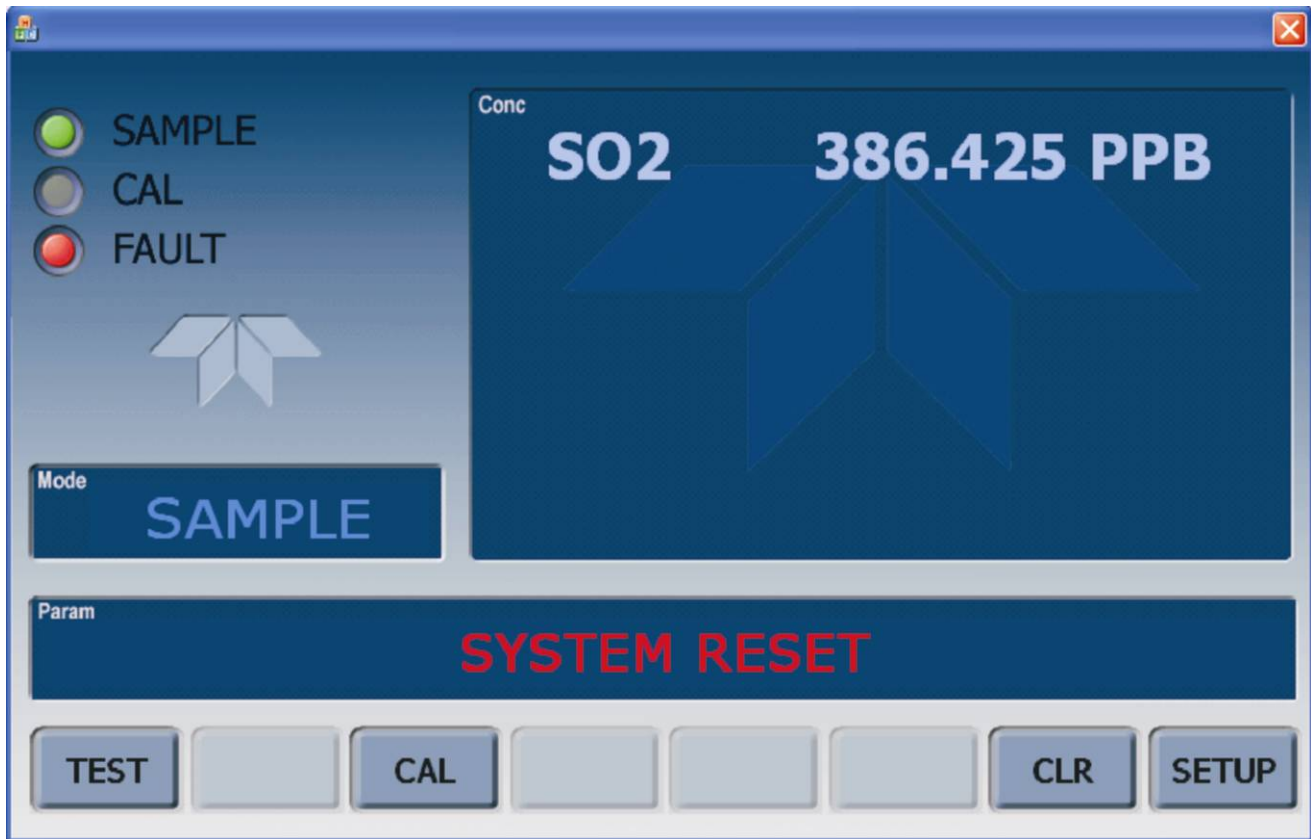 SAMPLE
CAL
FAULT
Conc
SO2 386.425 PPB
Mode
SAMPLE
Param
SYSTEM RESET
TEST CAL CLR SETUP